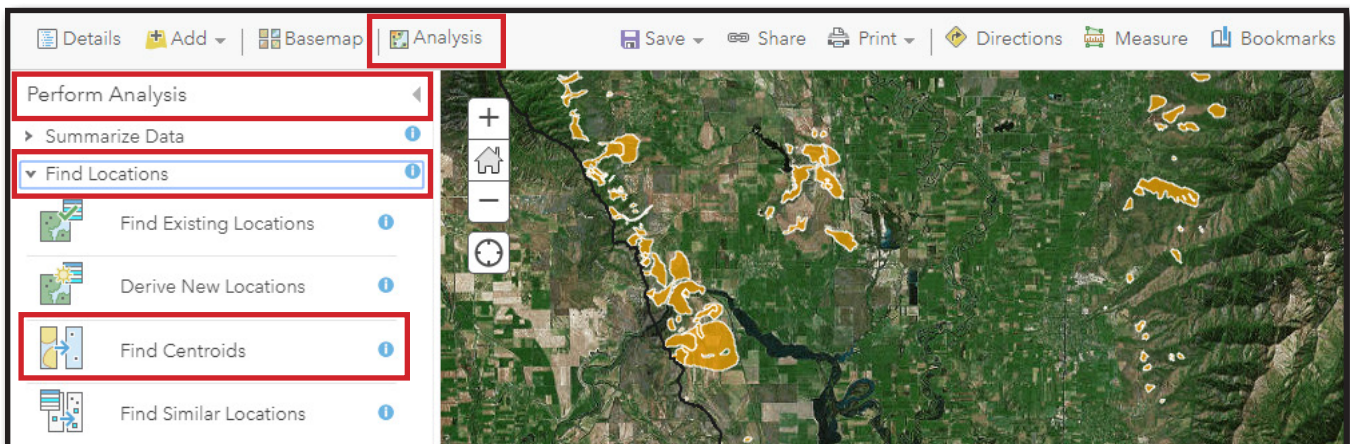 Details Add Basemap Analysis Save Share Print Directions Measure Bookmarks
Perform Analysis
Summarize Data
Find Locations
Find Existing Locations
Derive New Locations
Find Centroids
Find Similar Locations